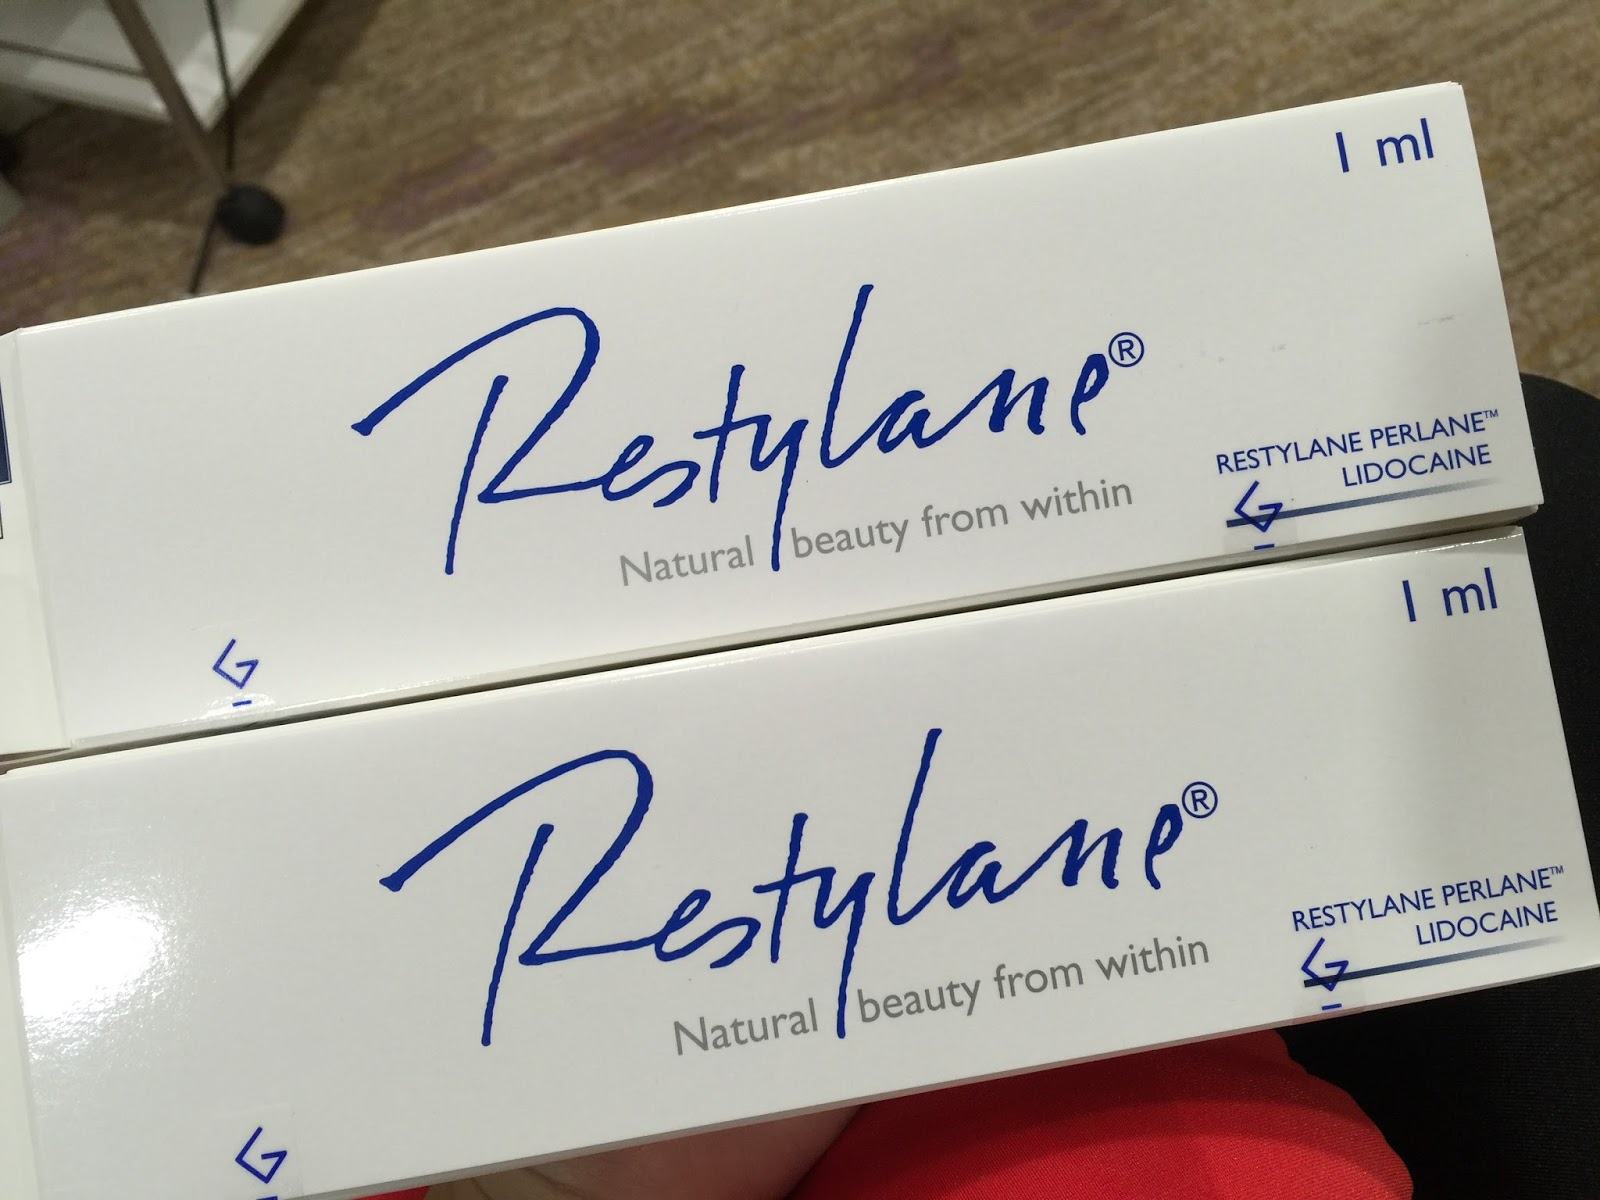 1 ml
Restylane®
Natural beauty from within
RESTYLANE PERLANE™
LIDOCAINE
G
G
1 ml
Restylane®
Natural beauty from within
RESTYLANE PERLANE™
LIDOCAINE
G
G